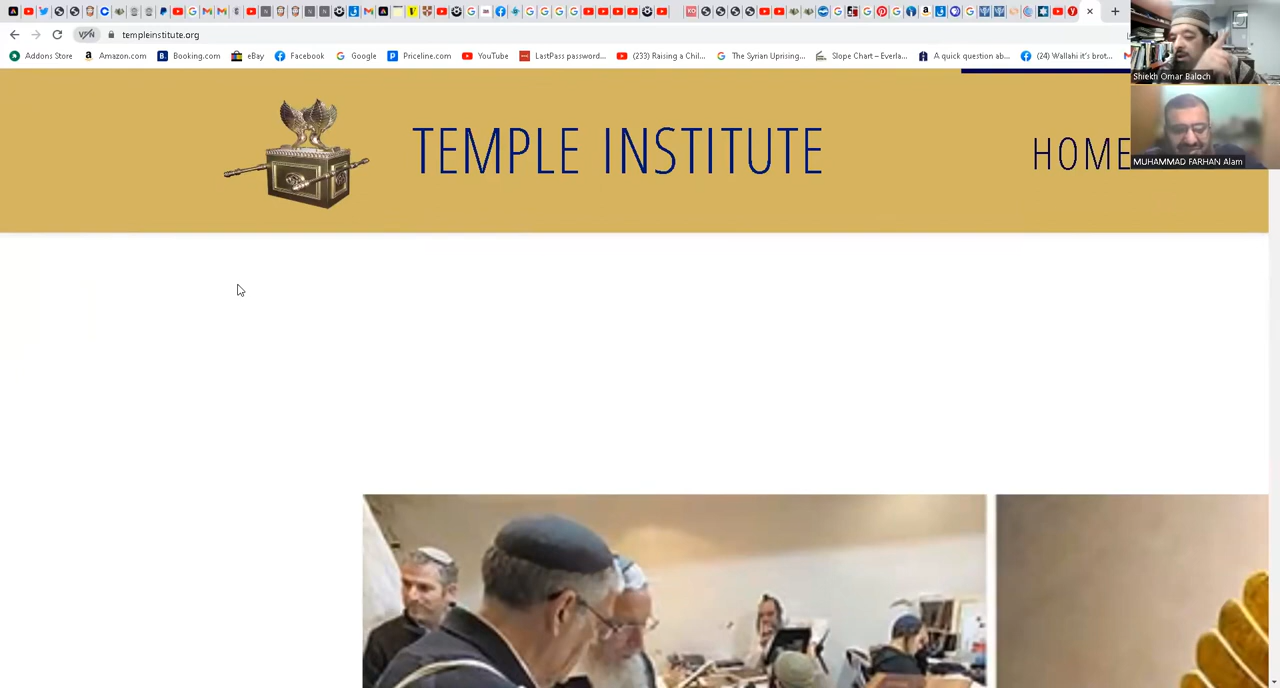 templeinstitute.org
Addons Store Amazon.com Booking.com eBay Facebook Google Priceline.com YouTube LastPass password... (233) Raising a Chil... The Syrian Uprising... Slope Chart – Everla... A quick question ab... (24) Wallahi it's brot...
Shiekh Omar Baloch
TEMPLE INSTITUTE
HOME
MUHAMMAD FARHAN Alam